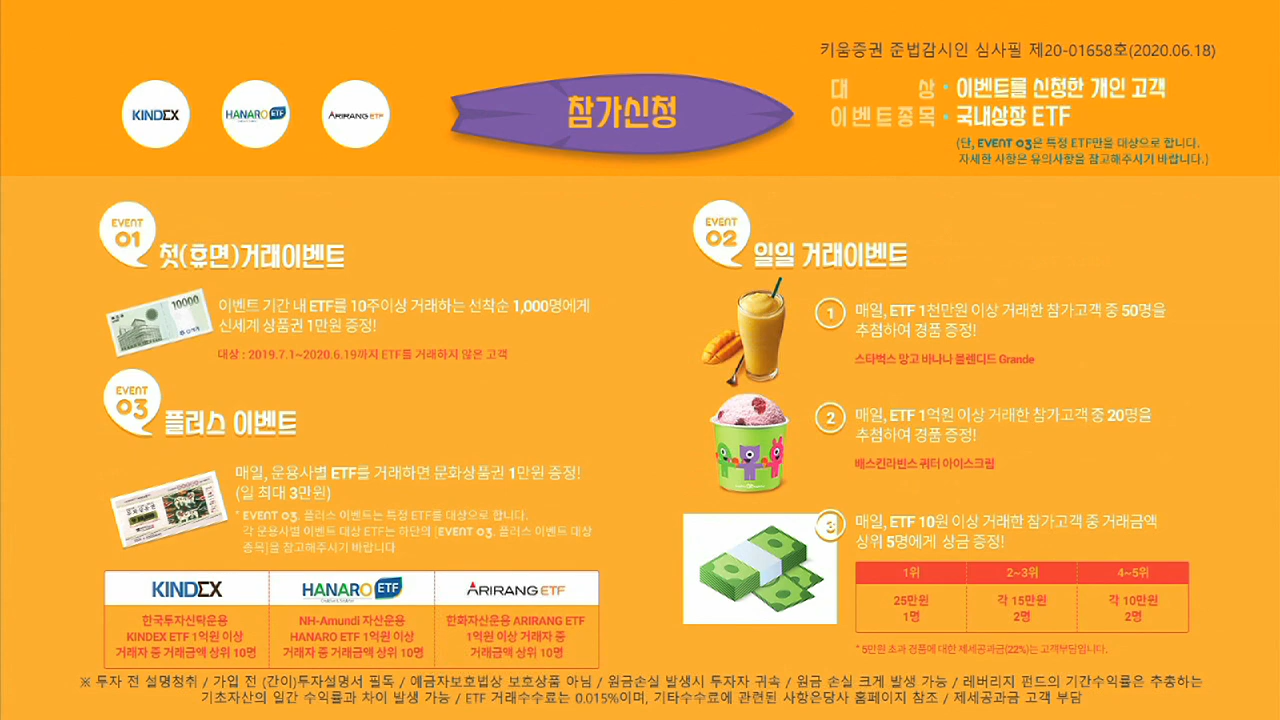 키움증권 준법감시인 심사필 제20-01658호(2020.06.18)
KINDEX
HANARO ETF
ARIRANG ETF
참가신청
대 상 • 이벤트를 신청한 개인 고객
이벤트종목 • 국내상장 ETF
(단, EVENT 03은 특정 ETF만을 대상으로 합니다.
자세한 사항은 유의사항을 참고해주시기 바랍니다.)
EVENT
01
첫(휴면)거래이벤트
10000
이벤트 기간 내 ETF를 10주이상 거래하는 선착순 1,000명에게
신세계 상품권 1만원 증정!
대상 : 2019.7.1~2020.6.19까지 ETF를 거래하지 않은 고객
EVENT
03
플러스 이벤트
매일, 운용사별 ETF를 거래하면 문화상품권 1만원 증정!
(일 최대 3만원)
* EVENT 03. 플러스 이벤트는 특정 ETF를 대상으로 합니다.
각 운용사별 이벤트 대상 ETF는 하단의 [EVENT 03. 플러스 이벤트 대상
종목]을 참고해주시기 바랍니다
KINDEX
HANARO ETF
ARIRANG ETF
한국투자신탁운용
KINDEX ETF 1억원 이상
거래자 중 거래금액 상위 10명
NH-Amundi 자산운용
HANARO ETF 1억원 이상
거래자 중 거래금액 상위 10명
한화자산운용 ARIRANG ETF
1억원 이상 거래자 중
거래금액 상위 10명
EVENT
02
일일 거래이벤트
1
매일, ETF 1천만원 이상 거래한 참가고객 중 50명을
추첨하여 경품 증정!
스타벅스 망고 바나나 블렌디드 Grande
2
매일, ETF 1억원 이상 거래한 참가고객 중 20명을
추첨하여 경품 증정!
배스킨라빈스 쿼터 아이스크림
3
매일, ETF 10원 이상 거래한 참가고객 중 거래금액
상위 5명에게 상금 증정!
1위
2~3위
4~5위
25만원
1명
각 15만원
2명
각 10만원
2명
* 5만원 초과 경품에 대한 제세공과금(22%)는 고객부담입니다.
※ 투자 전 설명청취 / 가입 전 (간이)투자설명서 필독 / 예금자보호법상 보호상품 아님 / 원금손실 발생시 투자자 귀속 / 원금 손실 크게 발생 가능 / 레버리지 펀드의 기간수익률은 추종하는
기초자산의 일간 수익률과 차이 발생 가능 / ETF 거래수수료는 0.015%이며, 기타수수료에 관련된 사항은당사 홈페이지 참조 / 제세공과금 고객 부담